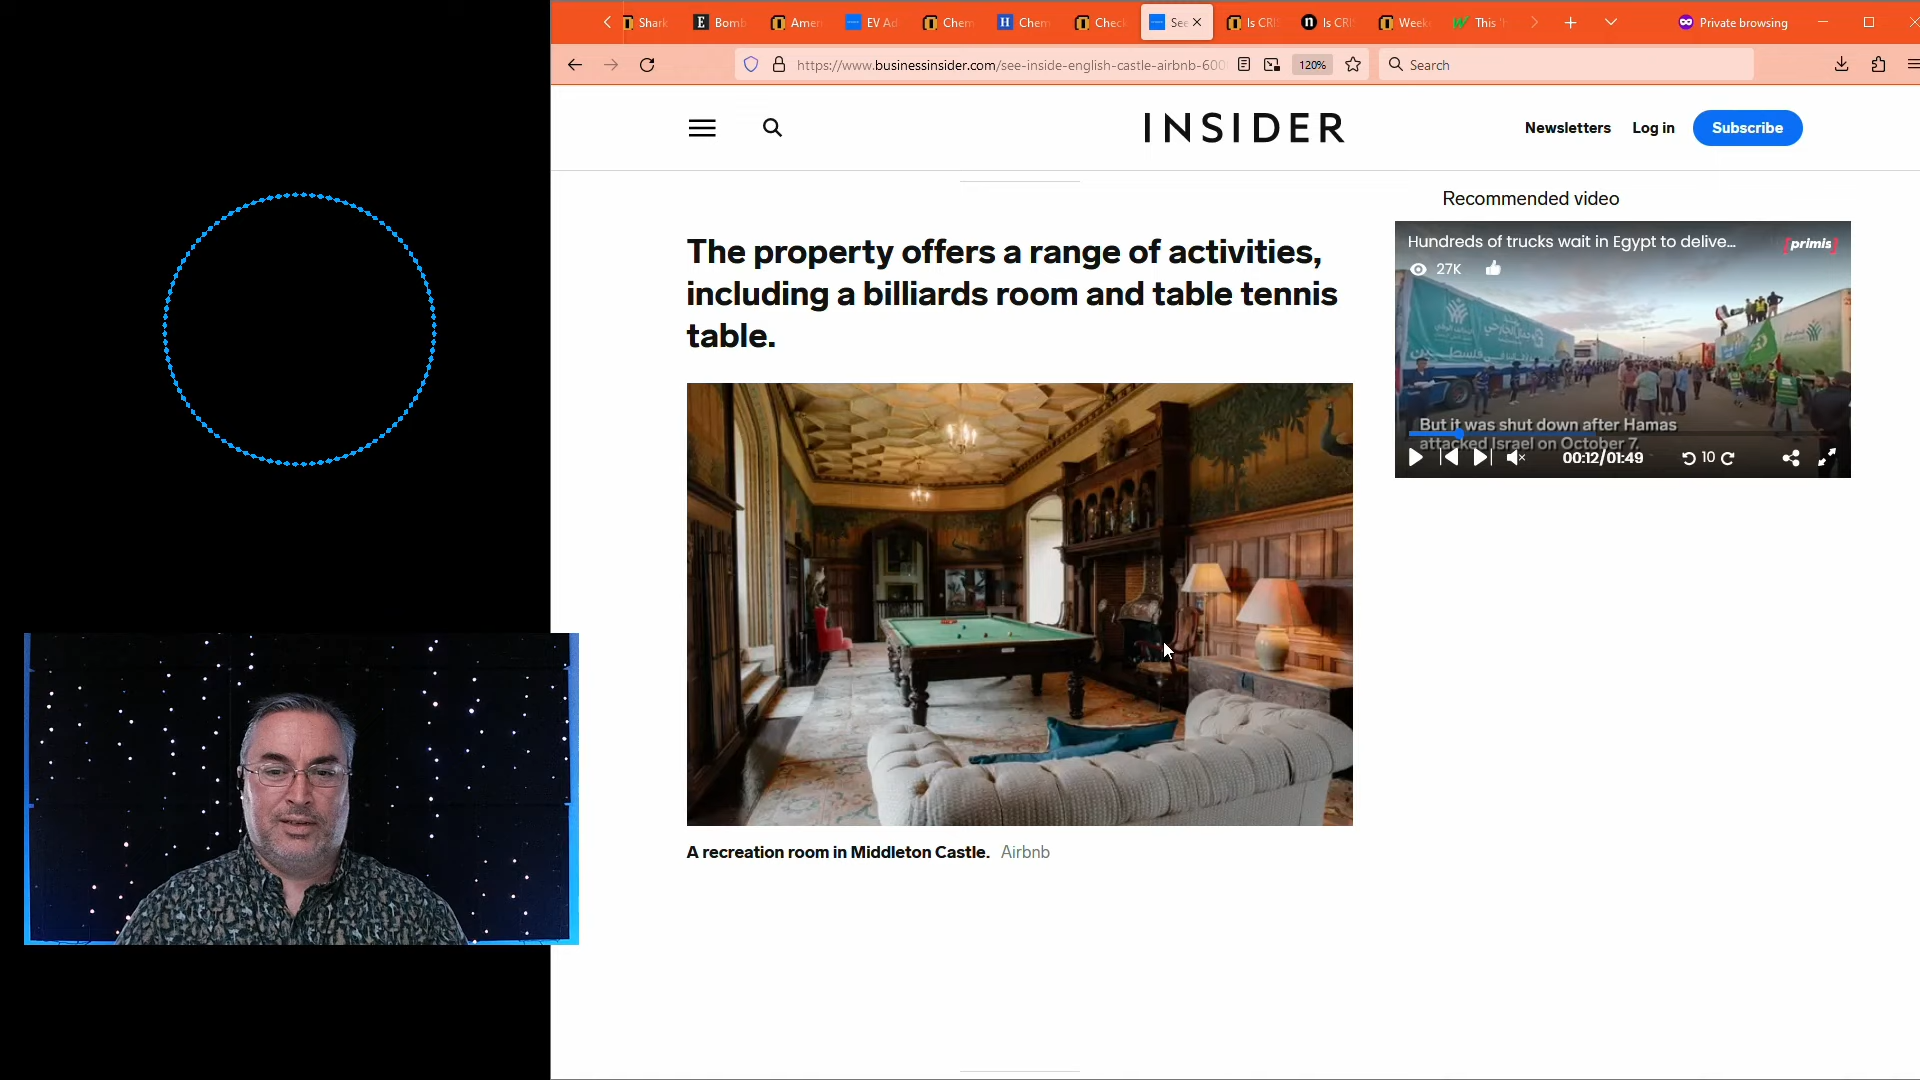 Shark
Bomb
Amer
EV Ad
Chem
Chem
Check
See
Is CRI
Is CRI
Week
This
Private browsing
https://www.businessinsider.com/see-inside-english-castle-airbnb-600
120%
Search
INSIDER
Newsletters
Log in
Subscribe
The property offers a range of activities,
including a billiards room and table tennis
table.
A recreation room in Middleton Castle. Airbnb
Recommended video
Hundreds of trucks wait in Egypt to delive...
primis
27K
But it was shut down after Hamas
attacked Israel on October 7.
00:12/01:49
10